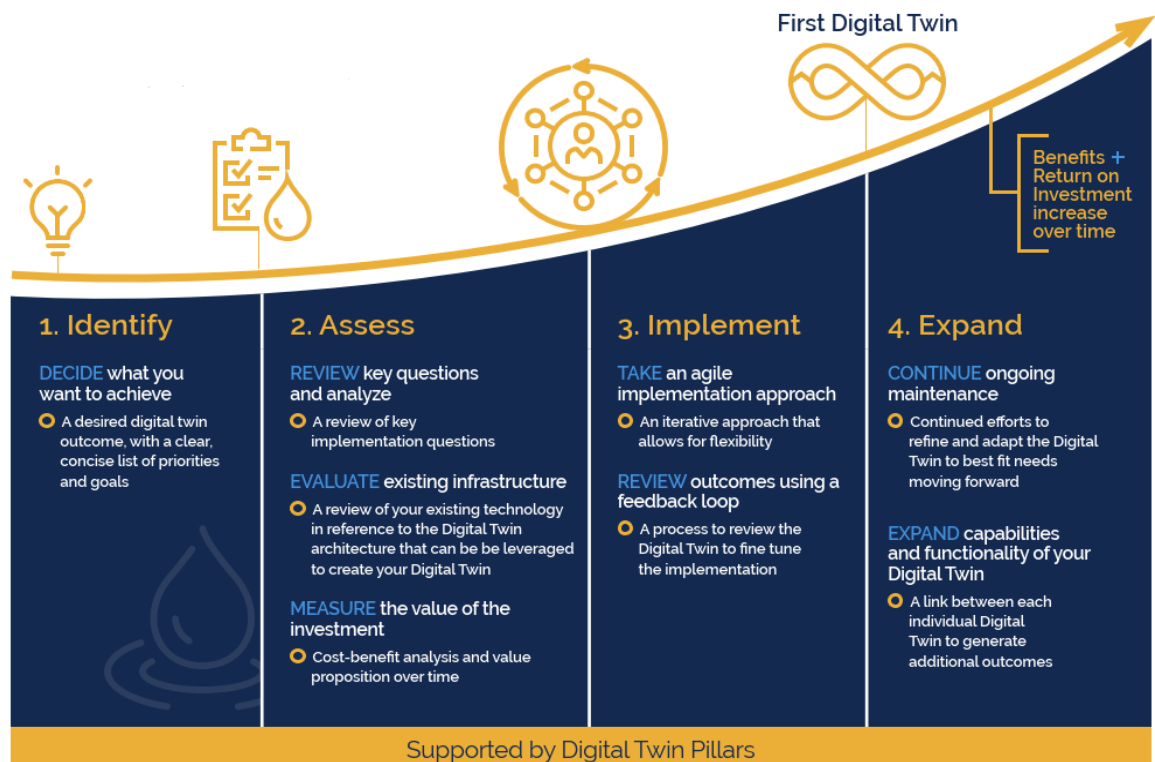 First Digital Twin
Benefits +
Return on
Investment
increase
over time
1. Identify
DECIDE what you
want to achieve
A desired digital twin
outcome, with a clear,
concise list of priorities
and goals
2. Assess
REVIEW key questions
and analyze
A review of key
implementation questions
EVALUATE existing infrastructure
A review of your existing technology
in reference to the Digital Twin
architecture that can be be leveraged
to create your Digital Twin
MEASURE the value of the
investment
Cost-benefit analysis and value
proposition over time
3. Implement
TAKE an agile
implementation approach
An iterative approach that
allows for flexibility
REVIEW outcomes using a
feedback loop
A process to review the
Digital Twin to fine tune
the implementation
4. Expand
CONTINUE ongoing
maintenance
Continued efforts to
refine and adapt the Digital
Twin to best fit needs
moving forward
EXPAND capabilities
and functionality of your
Digital Twin
A link between each
individual Digital
Twin to generate
additional outcomes
Supported by Digital Twin Pillars